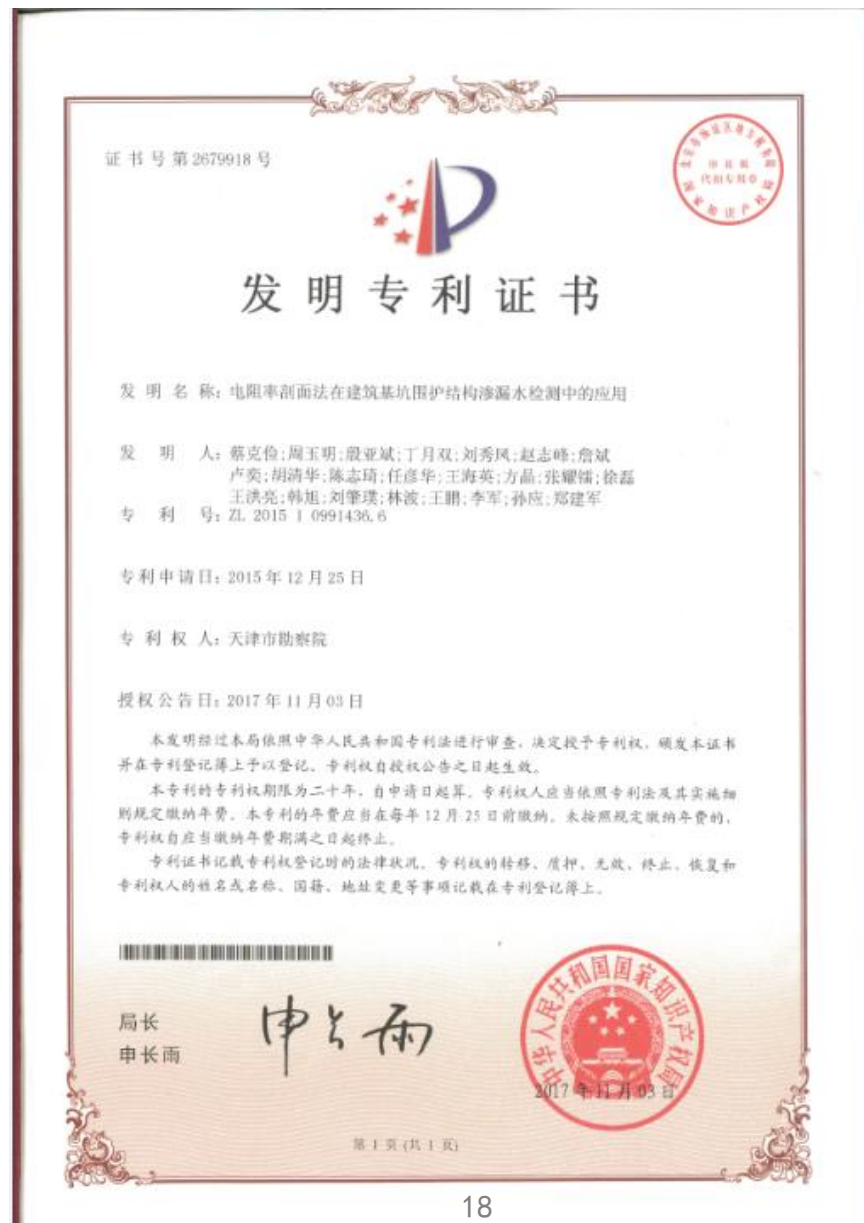 证书号第2679918号
发明专利证书
发 明 名 称：电阻率剖面法在建筑基坑围护结构渗漏水检测中的应用
发 明 人：蔡克俭;周玉明;殷亚斌;丁月双;刘秀凤;赵志峰;詹斌
卢奕;胡清华;陈志琦;任彦华;王海英;方晶;张耀镭;徐磊
王洪亮;韩旭;刘肇璞;林波;王鹏;李军;孙应;郑建军
专 利 号：ZL 2015 1 0991436.6
专利申请日：2015年12月25日
专 利 权 人：天津市勘察院
授权公告日：2017年11月03日
本发明经过本局依照中华人民共和国专利法进行审查，决定授予专利权，颁发本证书
并在专利登记簿上予以登记。专利权自授权公告之日起生效。
本专利的专利权期限为二十年，自申请日起算。专利权人应当依照专利法及其实施细
则规定缴纳年费。本专利的年费应当在每年12月25日前缴纳。未按照规定缴纳年费的，
专利权自应当缴纳年费期满之日起终止。
专利证书记载专利权登记时的法律状况。专利权的转移、质押、无效、终止、恢复和
专利权人的姓名或名称、国籍、地址变更等事项记载在专利登记簿上。
局长
申长雨
申长雨
中华人民共和国国家知识产权局
2017年11月03日
第 1 页 (共 1 页)
18